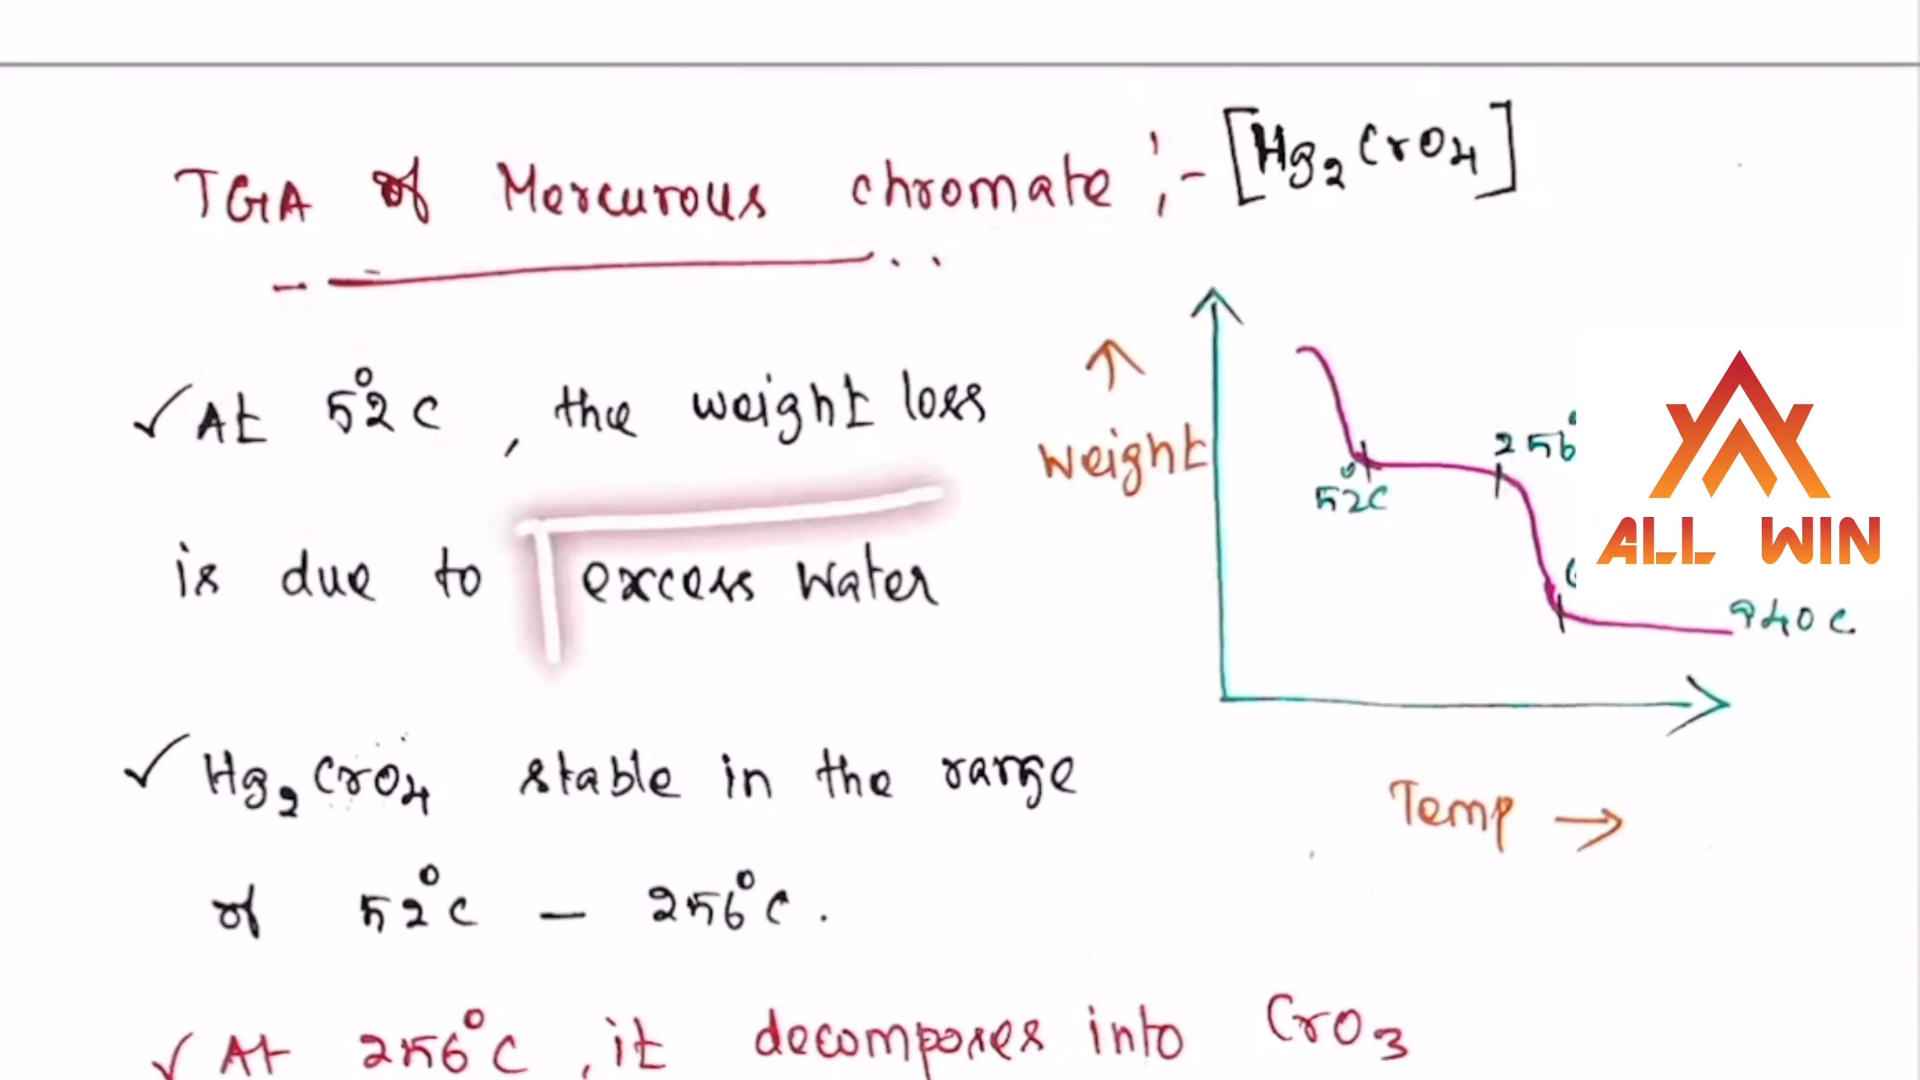 TGA of Mercurous chromate :- [Hg₂CrO₄]
✓ At 52°C, the weight loss
is due to excess water
✓ Hg₂CrO₄ stable in the range
of 52°C – 256°C.
✓ At 256°C, it decomposes into CrO₃
↑
Weight
52°C
256°
940°C
Temp →
ALL WIN